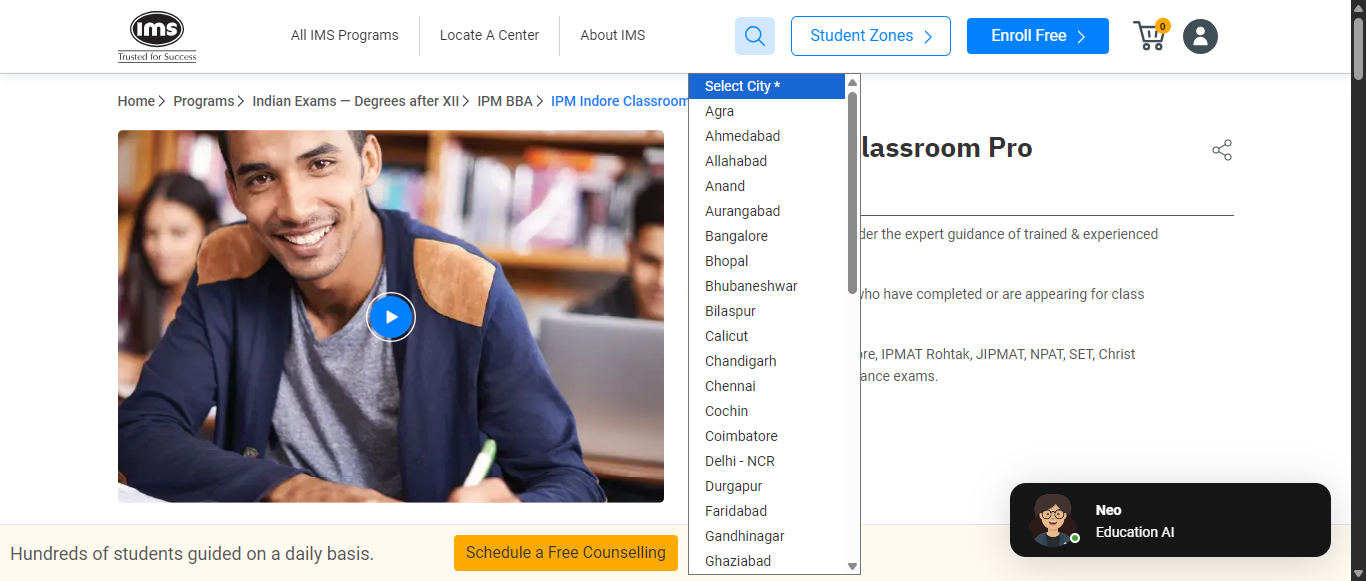 ims
Trusted for Success
All IMS Programs
Locate A Center
About IMS
Student Zones
Enroll Free
0
Home
Programs
Indian Exams — Degrees after XII
IPM BBA
IPM Indore Classroom
lassroom Pro
der the expert guidance of trained & experienced
who have completed or are appearing for class
ore, IPMAT Rohtak, JIPMAT, NPAT, SET, Christ
ance exams.
Select City *
Agra
Ahmedabad
Allahabad
Anand
Aurangabad
Bangalore
Bhopal
Bhubaneshwar
Bilaspur
Calicut
Chandigarh
Chennai
Cochin
Coimbatore
Delhi - NCR
Durgapur
Faridabad
Gandhinagar
Ghaziabad
Neo
Education AI
Hundreds of students guided on a daily basis.
Schedule a Free Counselling